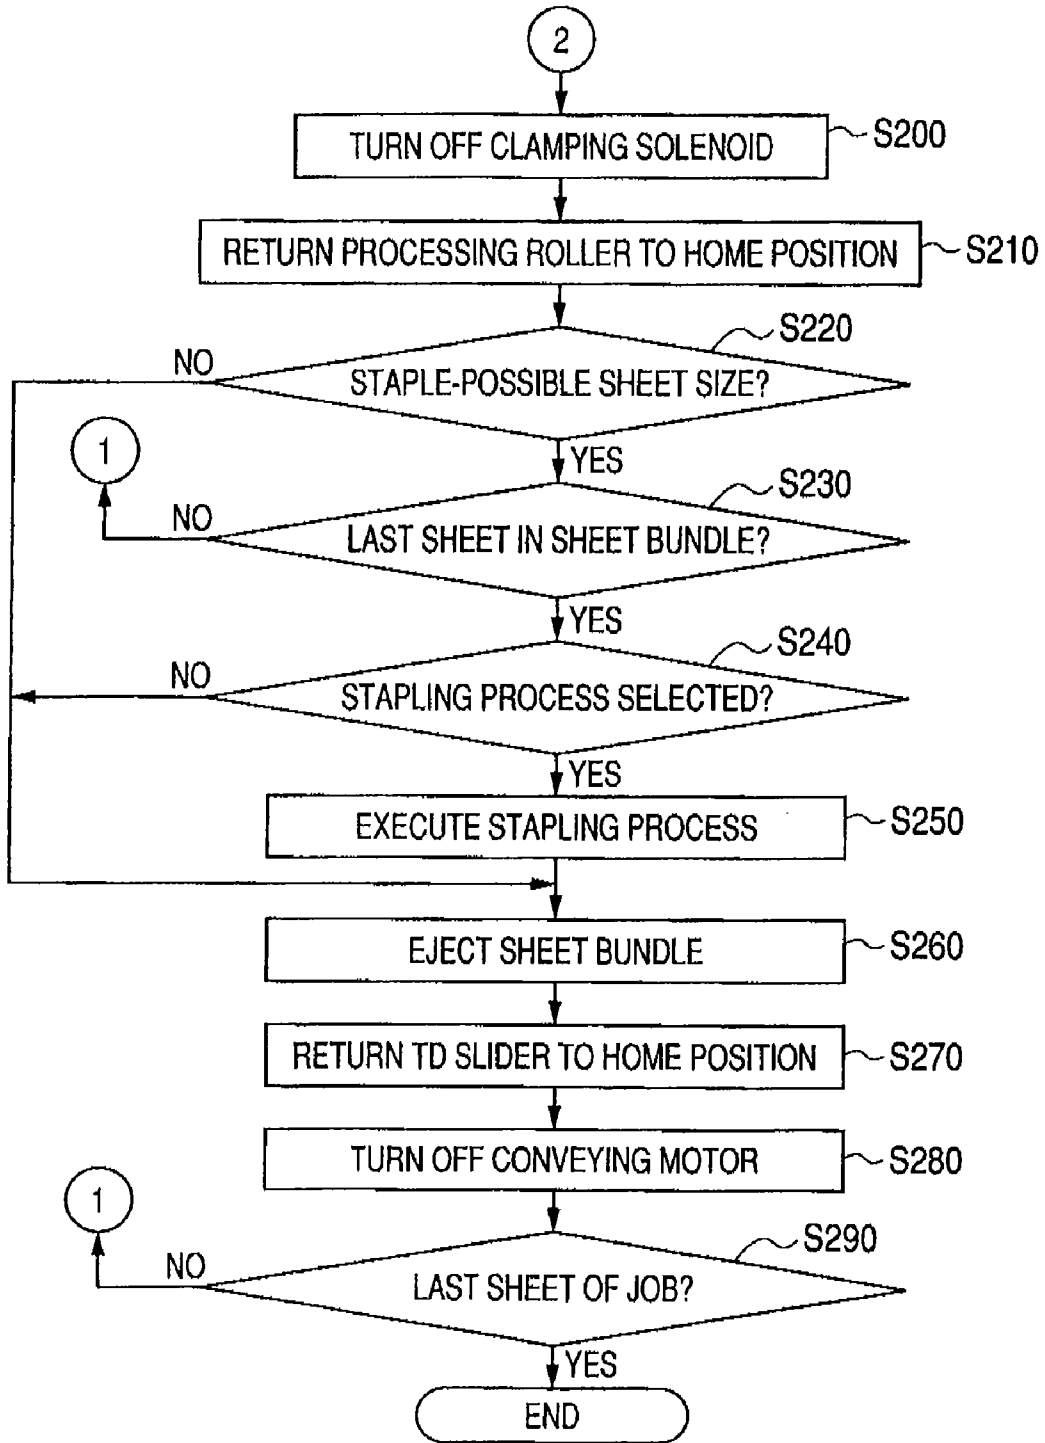 2
TURN OFF CLAMPING SOLENOID
S200
RETURN PROCESSING ROLLER TO HOME POSITION
S210
S220
NO
STAPLE-POSSIBLE SHEET SIZE?
1
YES
S230
NO
LAST SHEET IN SHEET BUNDLE?
YES
S240
NO
STAPLING PROCESS SELECTED?
YES
EXECUTE STAPLING PROCESS
S250
EJECT SHEET BUNDLE
S260
RETURN TD SLIDER TO HOME POSITION
S270
TURN OFF CONVEYING MOTOR
S280
1
S290
NO
LAST SHEET OF JOB?
YES
END